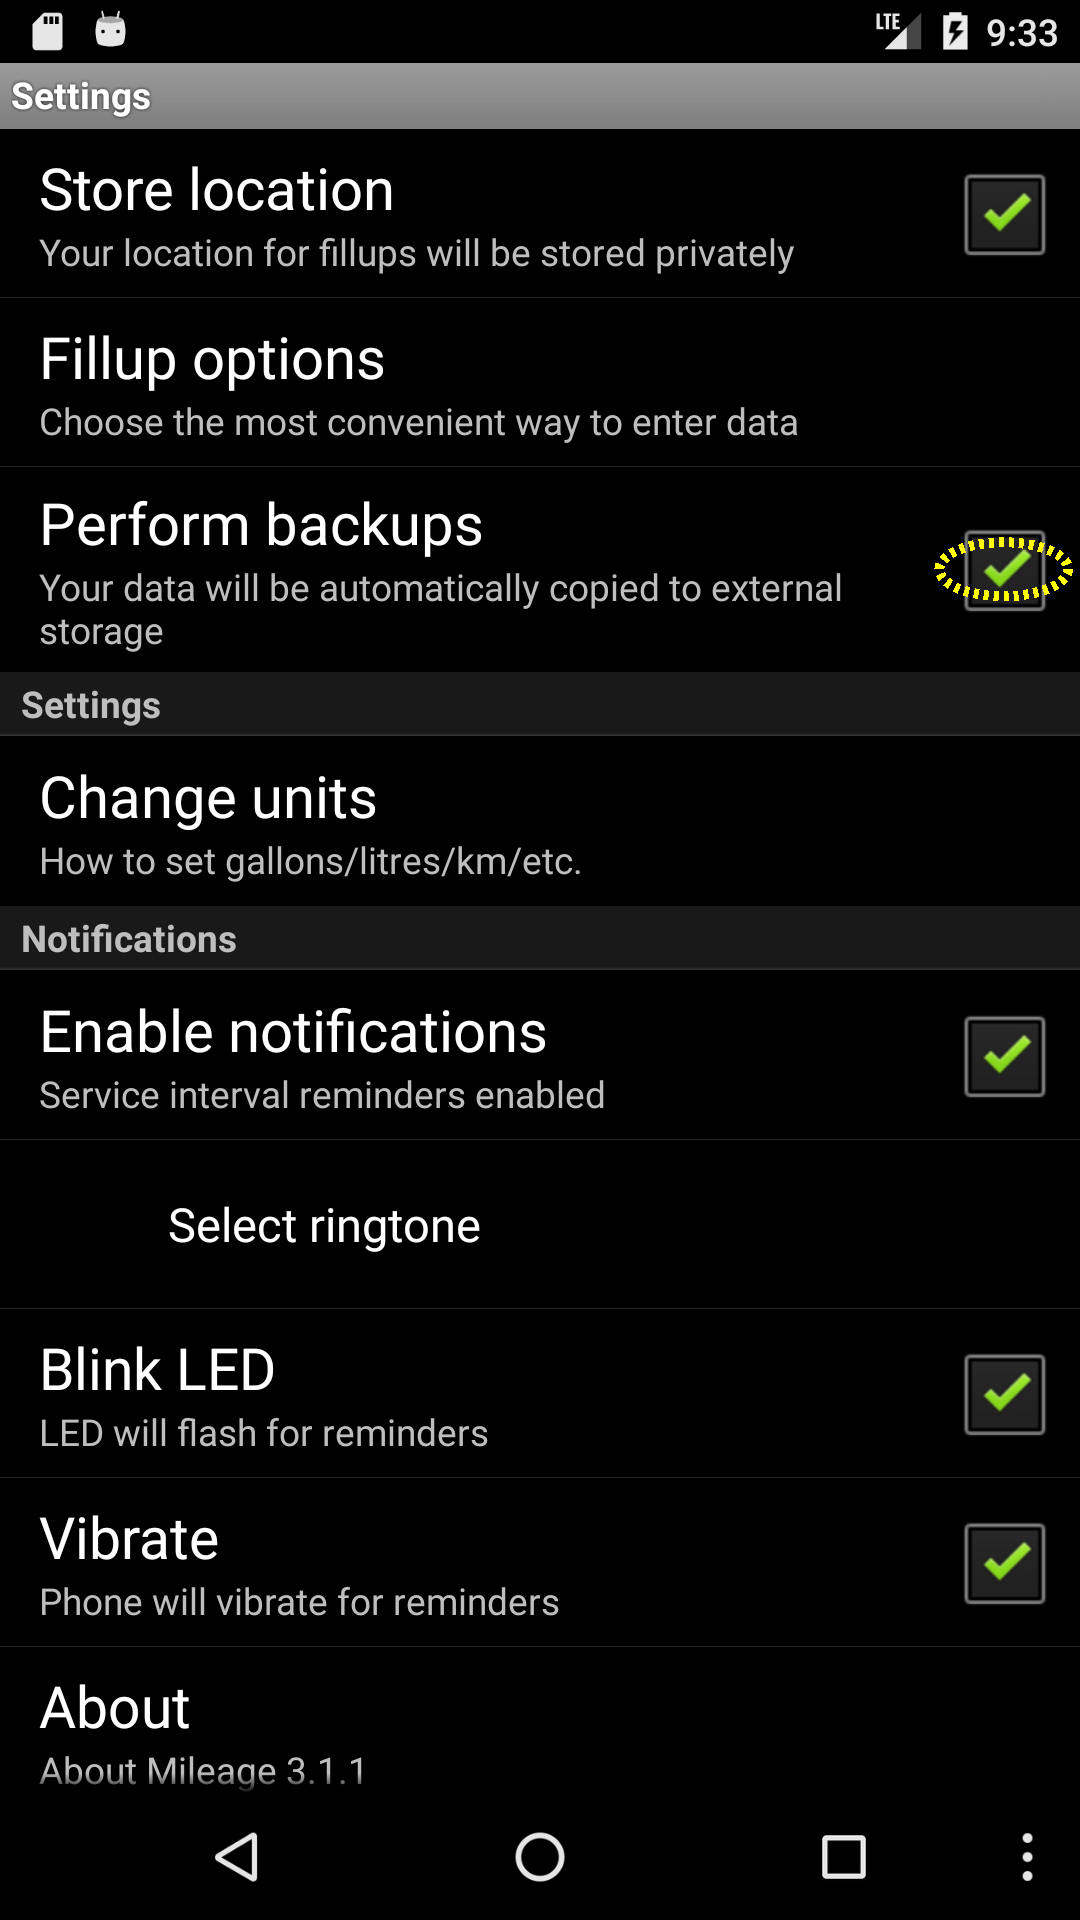 LTE 9:33
Settings
Store location
Your location for fillups will be stored privately
Fillup options
Choose the most convenient way to enter data
Perform backups
Your data will be automatically copied to external
storage
Settings
Change units
How to set gallons/litres/km/etc.
Notifications
Enable notifications
Service interval reminders enabled
Select ringtone
Blink LED
LED will flash for reminders
Vibrate
Phone will vibrate for reminders
About
About Mileage 3.1.1